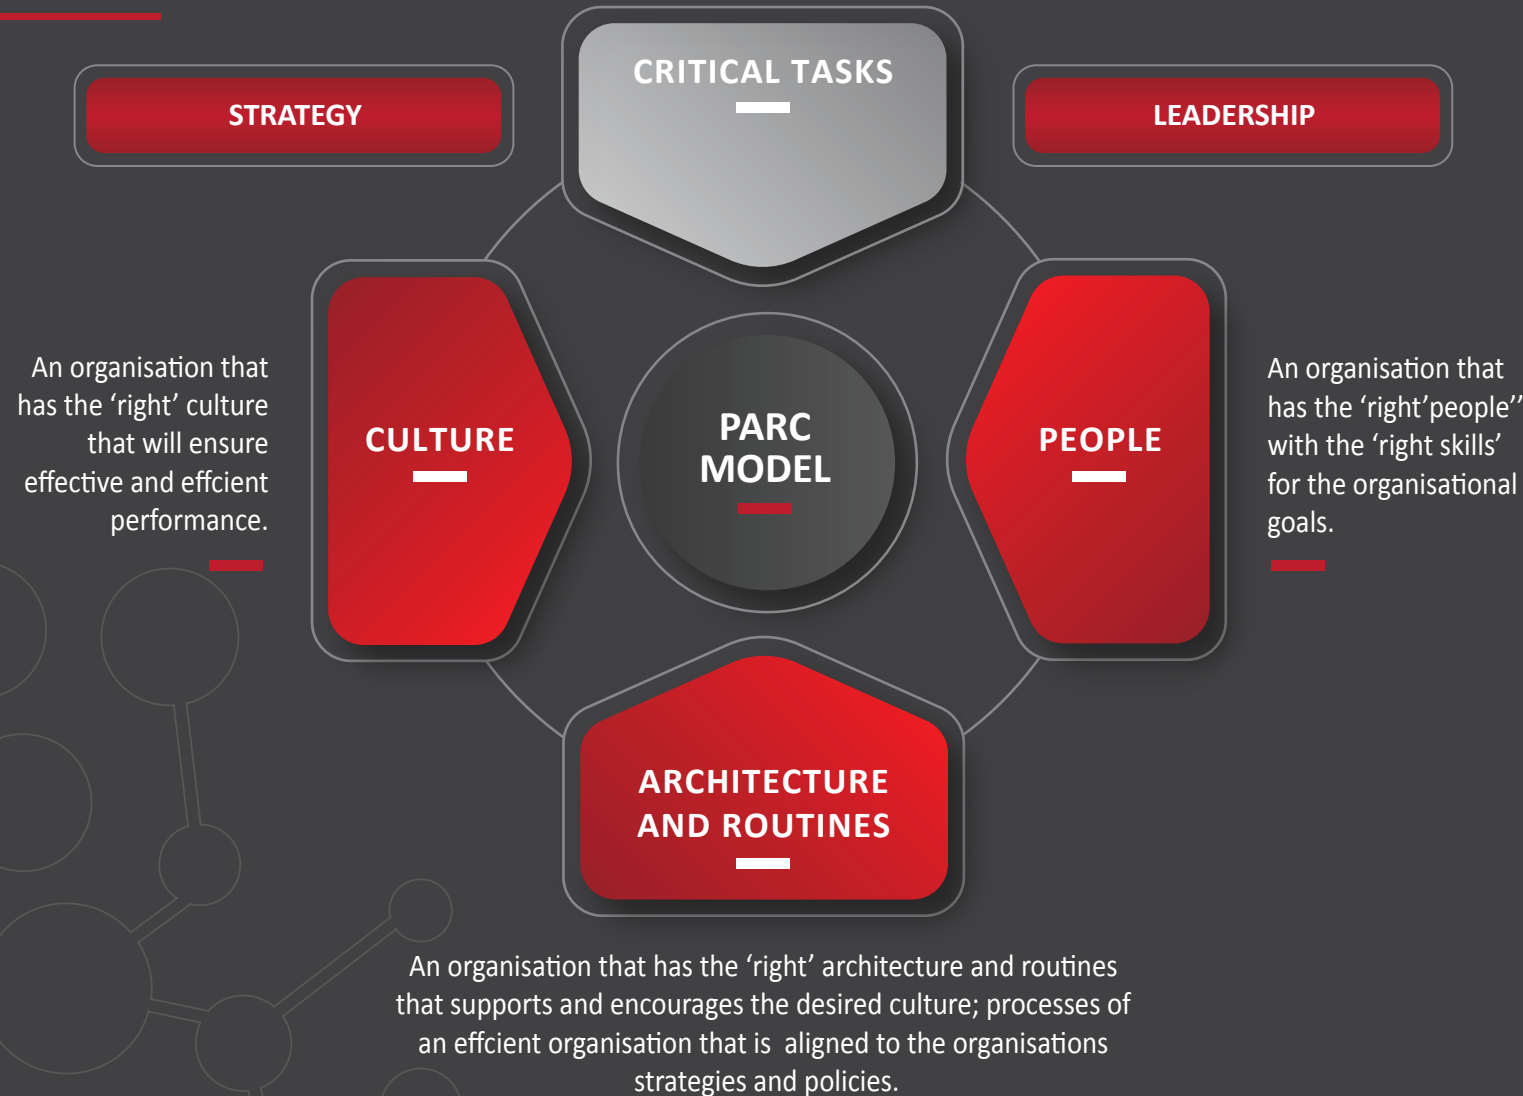 CRITICAL TASKS
STRATEGY
LEADERSHIP
An organisation that
has the ‘right’ culture
that will ensure
effective and effcient
performance.
CULTURE
PARC
MODEL
PEOPLE
An organisation that
has the ‘right’people’’
with the ‘right skills’
for the organisational
goals.
ARCHITECTURE
AND ROUTINES
An organisation that has the ‘right’ architecture and routines
that supports and encourages the desired culture; processes of
an effcient organisation that is aligned to the organisations
strategies and policies.